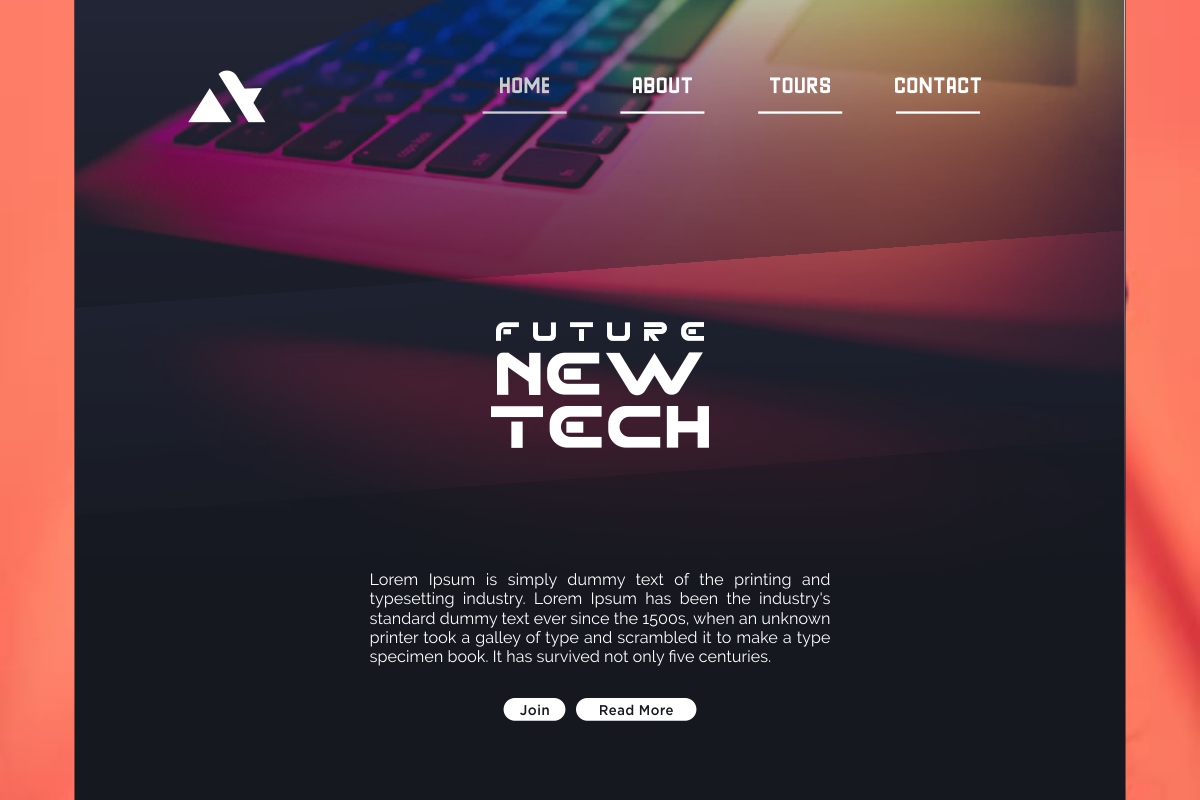 HOME ABOUT TOURS CONTACT
FUTURE
NEW
TECH
Lorem Ipsum is simply dummy text of the printing and
typesetting industry. Lorem Ipsum has been the industry's
standard dummy text ever since the 1500s, when an unknown
printer took a galley of type and scrambled it to make a type
specimen book. It has survived not only five centuries.
Join Read More